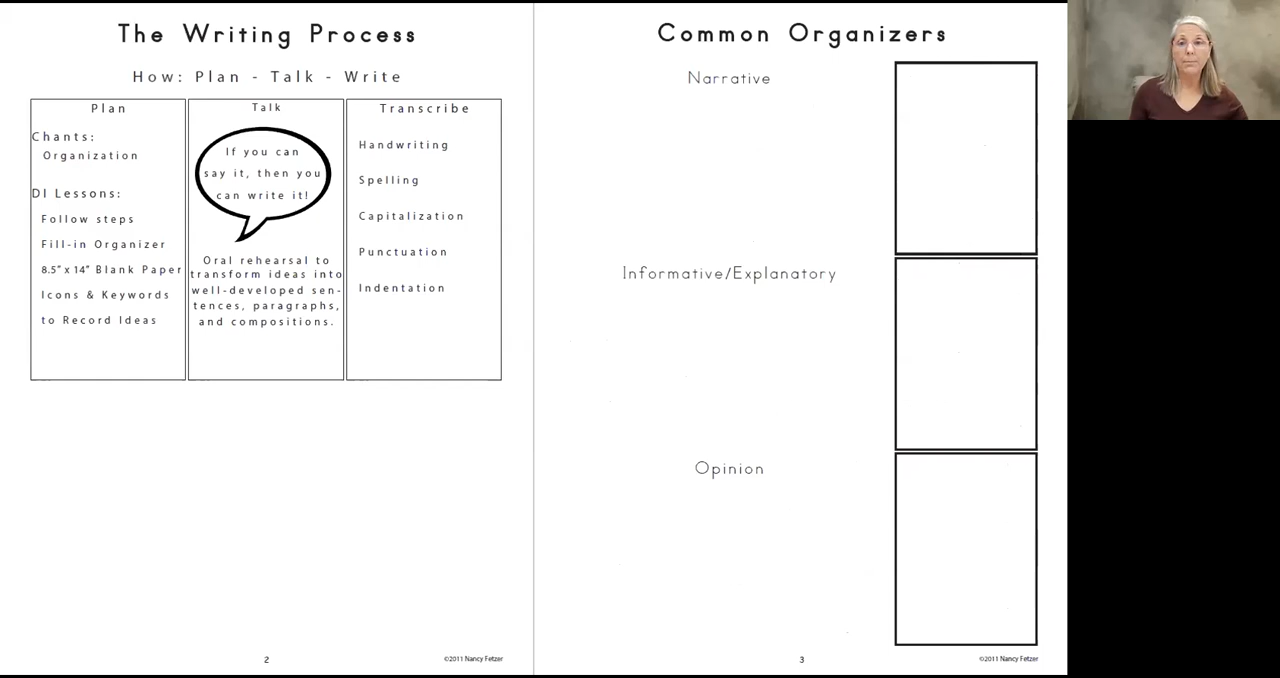 The Writing Process
How: Plan - Talk - Write
Plan
Chants:
Organization
DI Lessons:
Follow steps
Fill-in Organizer
8.5" x 14" Blank Paper
Icons & Keywords
to Record Ideas
Talk
If you can
say it, then you
can write it!
Oral rehearsal to
transform ideas into
well-developed sen-
tences, paragraphs,
and compositions.
Transcribe
Handwriting
Spelling
Capitalization
Punctuation
Indentation
2
©2011 Nancy Fetzer
Common Organizers
Narrative
Informative/Explanatory
Opinion
3
©2011 Nancy Fetzer